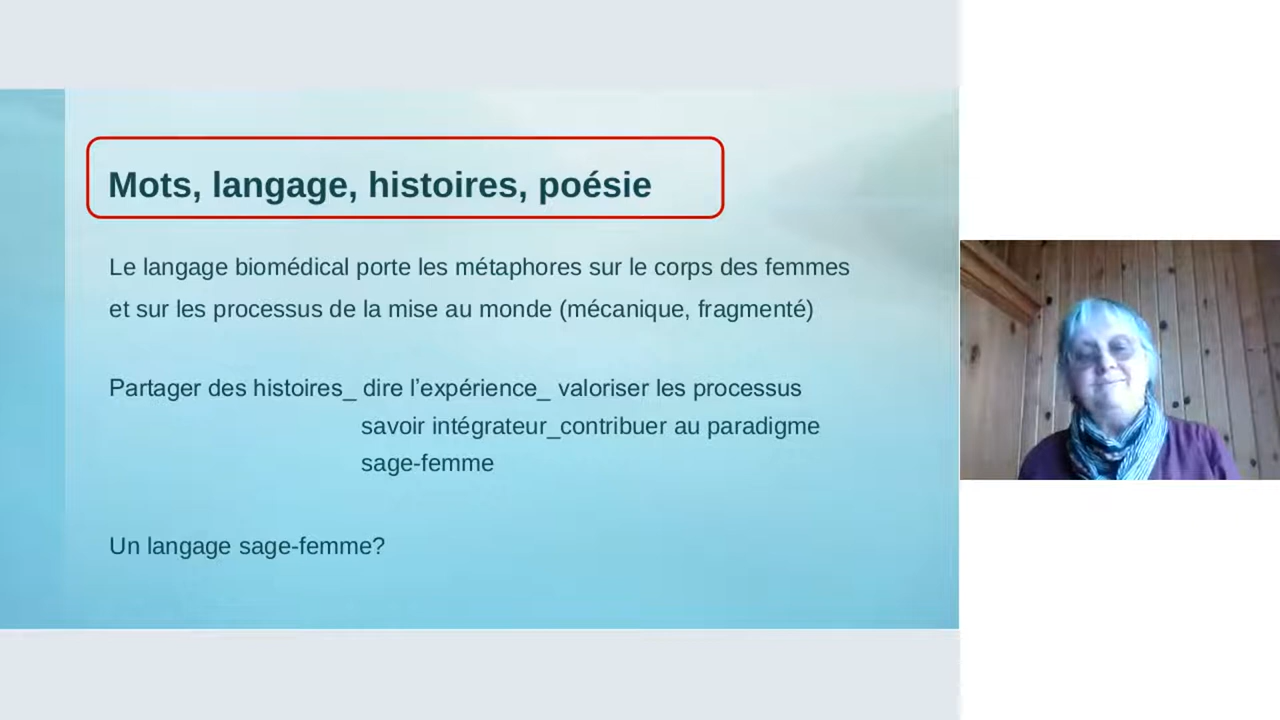 Mots, langage, histoires, poésie
Le langage biomédical porte les métaphores sur le corps des femmes
et sur les processus de la mise au monde (mécanique, fragmenté)
Partager des histoires_ dire l’expérience_ valoriser les processus
savoir intégrateur_contribuer au paradigme
sage-femme
Un langage sage-femme?